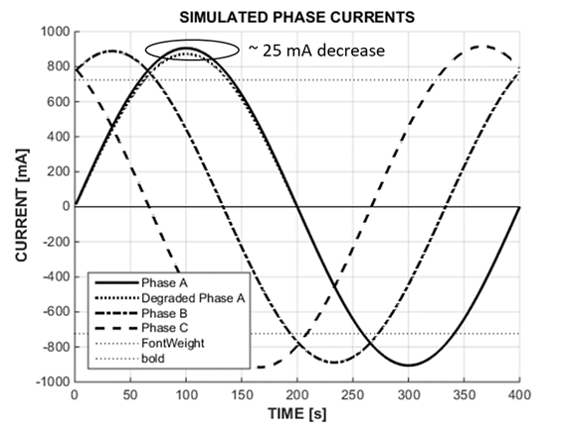 SIMULATED PHASE CURRENTS
~ 25 mA decrease
CURRENT [mA]
1000
800
600
400
200
0
-200
-400
-600
-800
-1000
Phase A
Degraded Phase A
Phase B
Phase C
FontWeight
bold
0 50 100 150 200 250 300 350 400
TIME [s]